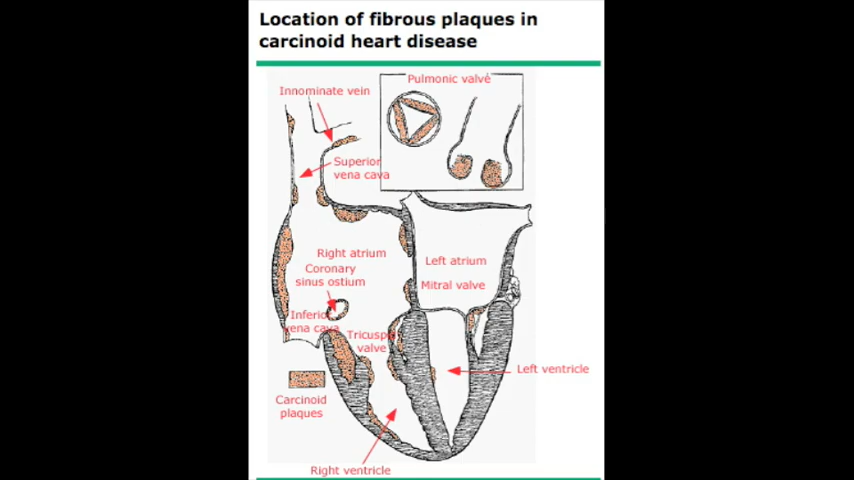 Location of fibrous plaques in
carcinoid heart disease
Pulmonic valve
Innominate vein
Superior
vena cava
Right atrium
Left atrium
Coronary
sinus ostium
Mitral valve
Inferior
vena cava
Tricuspid
valve
Left ventricle
Carcinoid
plaques
Right ventricle